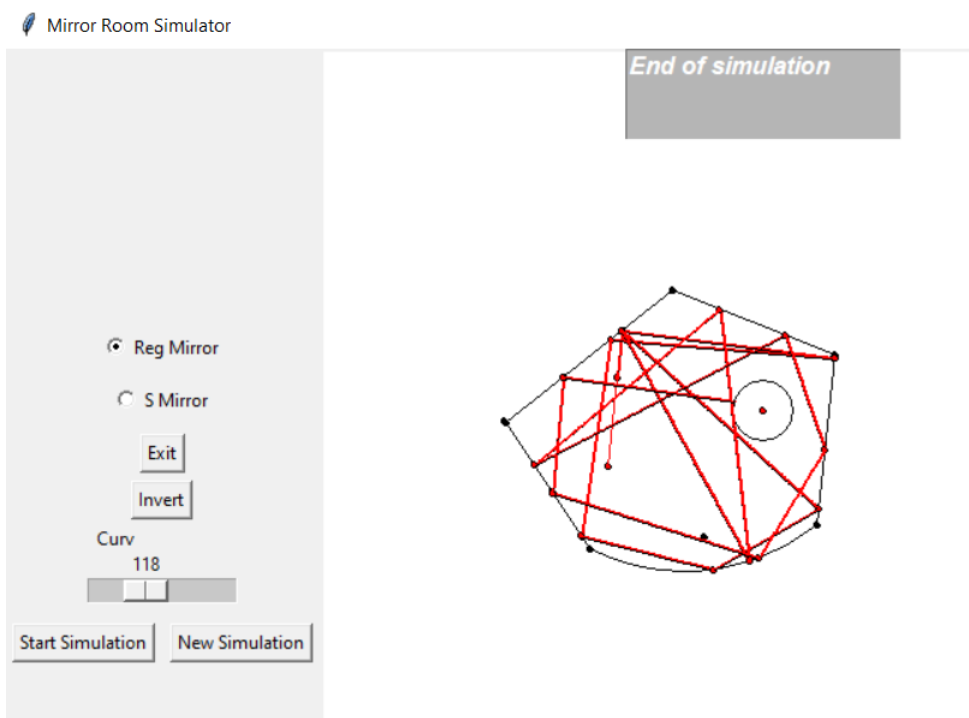 Mirror Room Simulator
End of simulation
Reg Mirror
S Mirror
Exit
Invert
Curv
118
Start Simulation
New Simulation